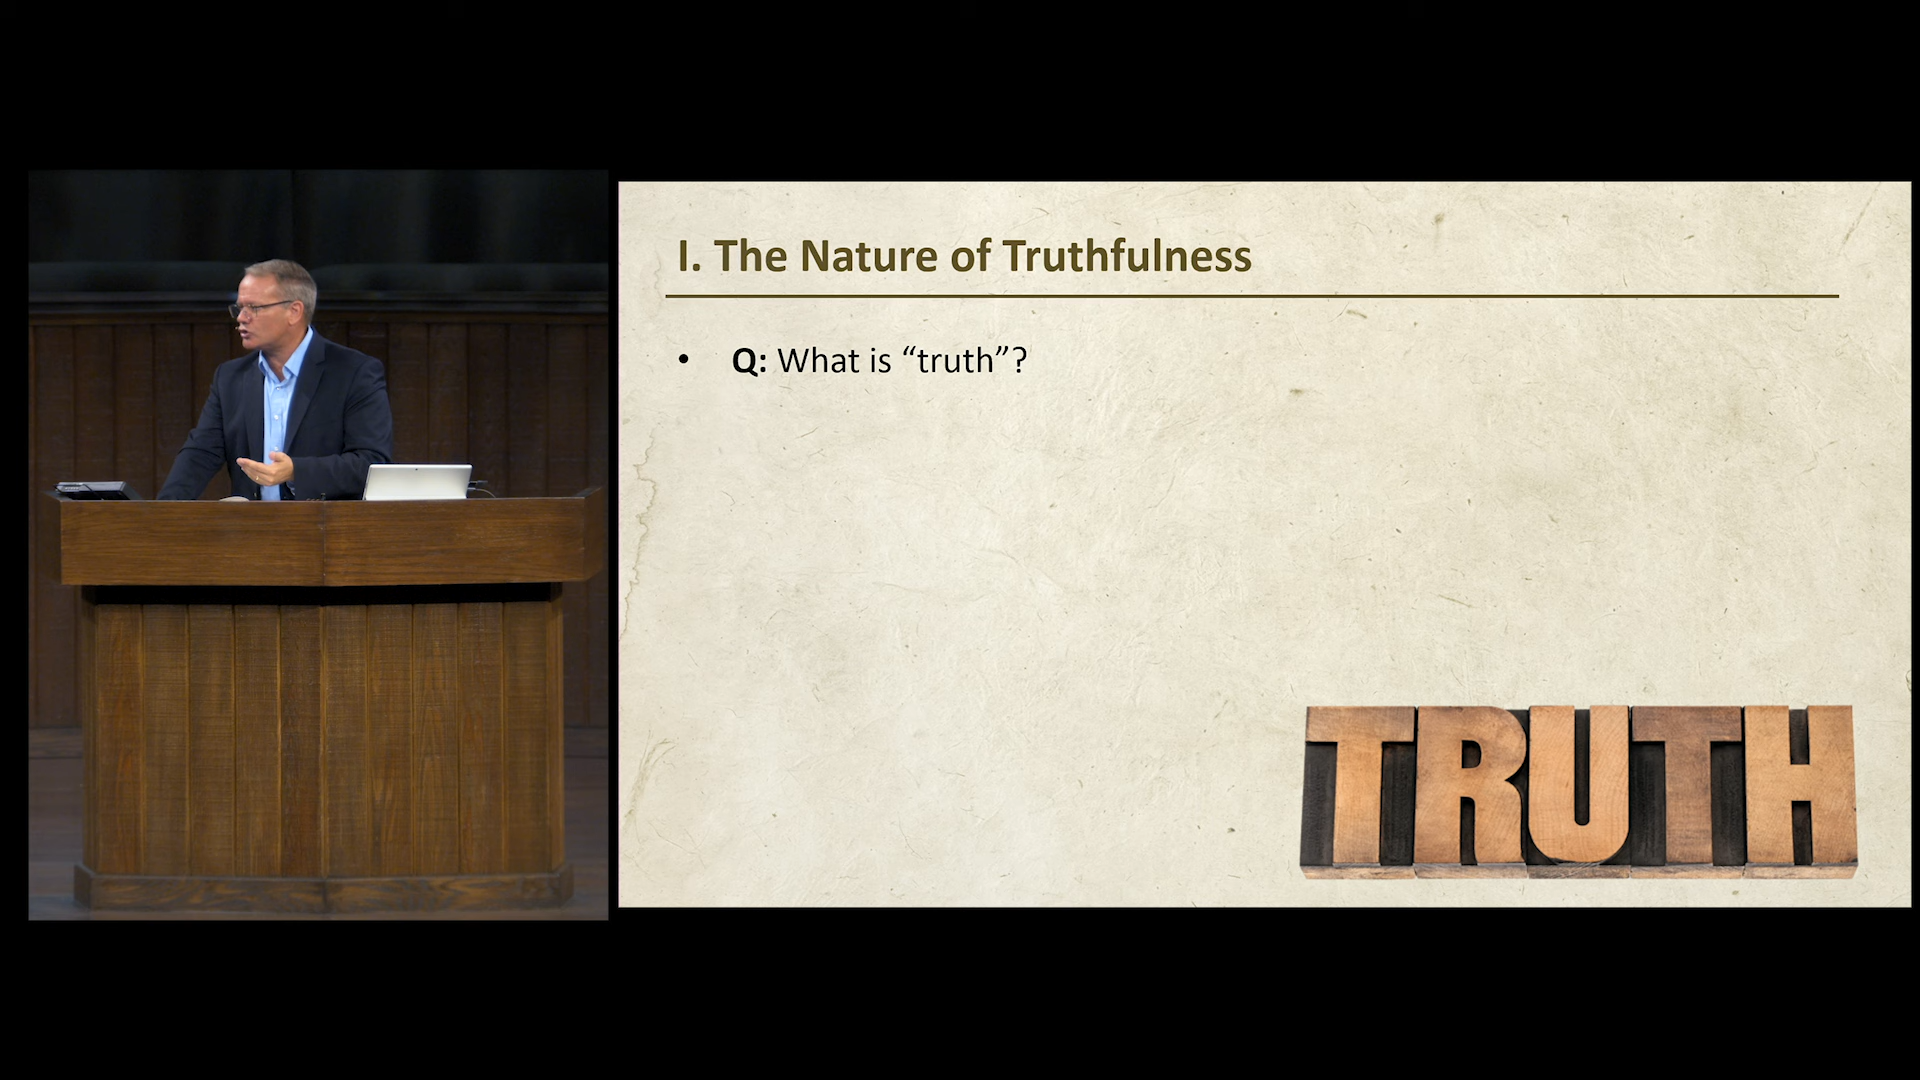 I. The Nature of Truthfulness
• Q: What is “truth”?
TRUTH